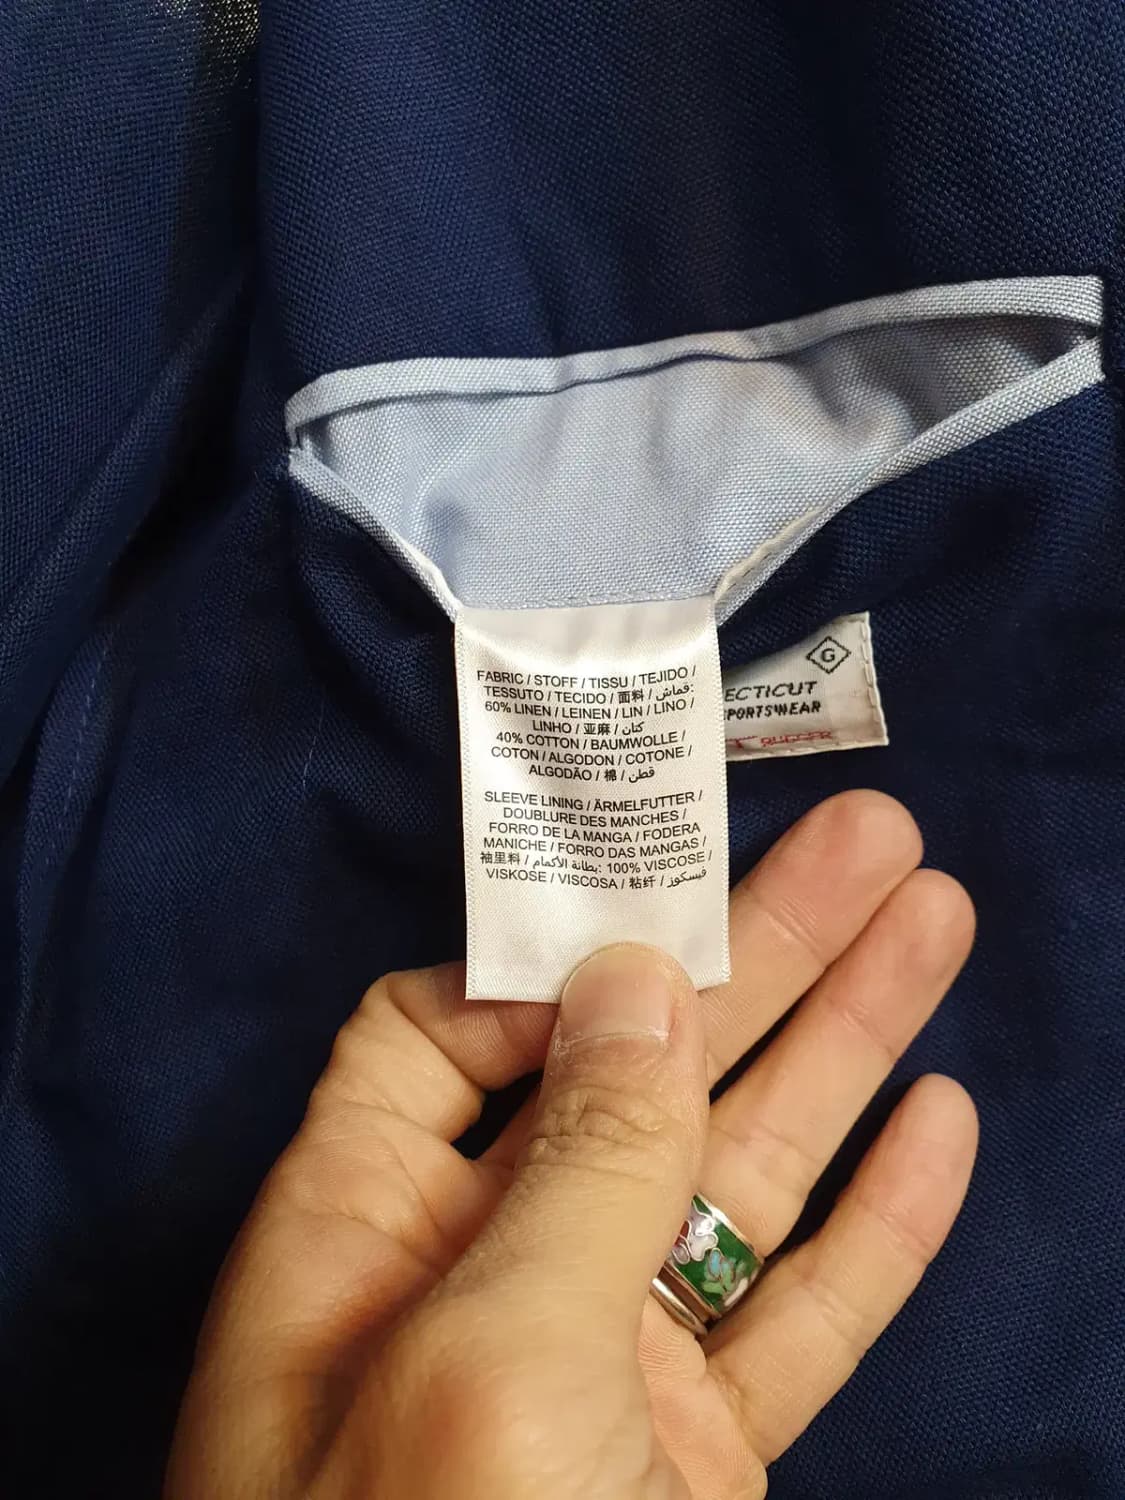 FABRIC / STOFF / TISSU / TEJIDO /
TESSUTO / TECIDO / 面料 / قماش:
60% LINEN / LEINEN / LIN / LINO /
LINHO / 亚麻 / كتان
40% COTTON / BAUMWOLLE /
COTON / ALGODON / COTONE /
ALGODÃO / 棉 / قطن
SLEEVE LINING / ÄRMELFUTTER /
DOUBLURE DES MANCHES /
FORRO DE LA MANGA / FODERA
MANICHE / FORRO DAS MANGAS /
袖里料 / بطانة الأكمام: 100% VISCOSE /
VISKOSE / VISCOSA / 粘纤 / فيسكوز
G
ECTICUT
PORTSWEAR
RUGGER